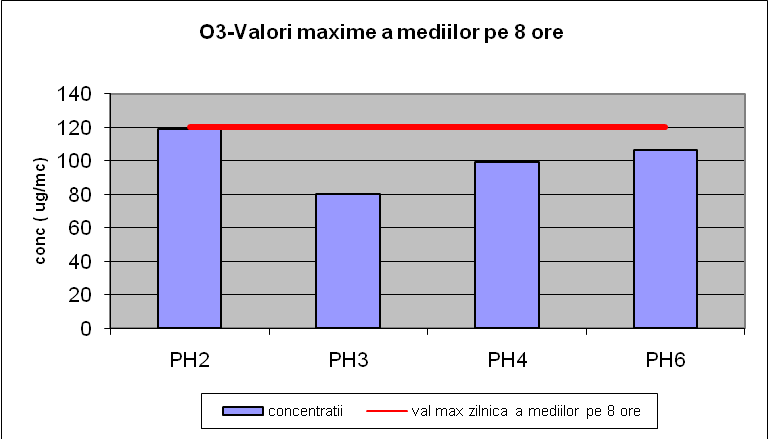 O3-Valori maxime a mediilor pe 8 ore
conc ( ug/mc)
140
120
100
80
60
40
20
0
PH2 PH3 PH4 PH6
concentratii val max zilnica a mediilor pe 8 ore